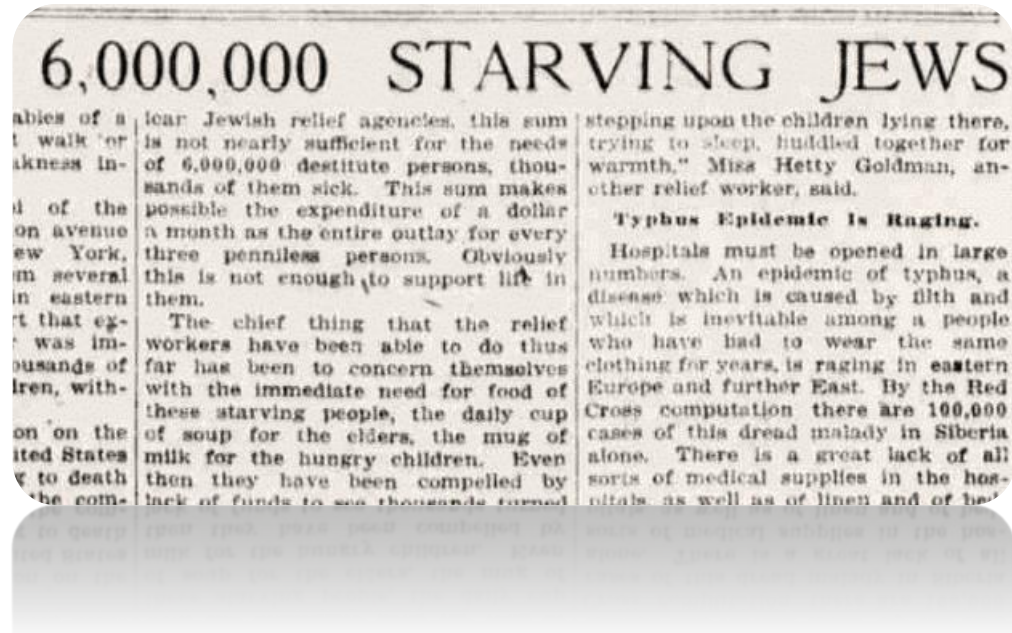 6,000,000 STARVING JEWS
ables of a
t walk or
akness in-
of the
on avenue
ew York,
m several
in eastern
rt that ex-
was im-
ousands of
dren, with-
on on the
ited States
to death
the com-
icar Jewish relief agencies, this sum
is not nearly sufficient for the needs
of 6,000,000 destitute persons, thou-
sands of them sick. This sum makes
possible the expenditure of a dollar
a month as the entire outlay for every
three penniless persons. Obviously
this is not enough to support life in
them.
The chief thing that the relief
workers have been able to do thus
far has been to concern themselves
with the immediate need for food of
these starving people, the daily cup
of soup for the elders, the mug of
milk for the hungry children. Even
then they have been compelled by
lack of funds to see thousands turned
stepping upon the children lying there,
trying to sleep, huddled together for
warmth," Miss Hetty Goldman, an-
other relief worker, said.
Typhus Epidemic Is Raging.
Hospitals must be opened in large
numbers. An epidemic of typhus, a
disease which is caused by filth and
which is inevitable among a people
who have had to wear the same
clothing for years, is raging in eastern
Europe and further East. By the Red
Cross computation there are 100,000
cases of this dread malady in Siberia
alone. There is a great lack of all
sorts of medical supplies in the hos-
pitals as well as of linen and of